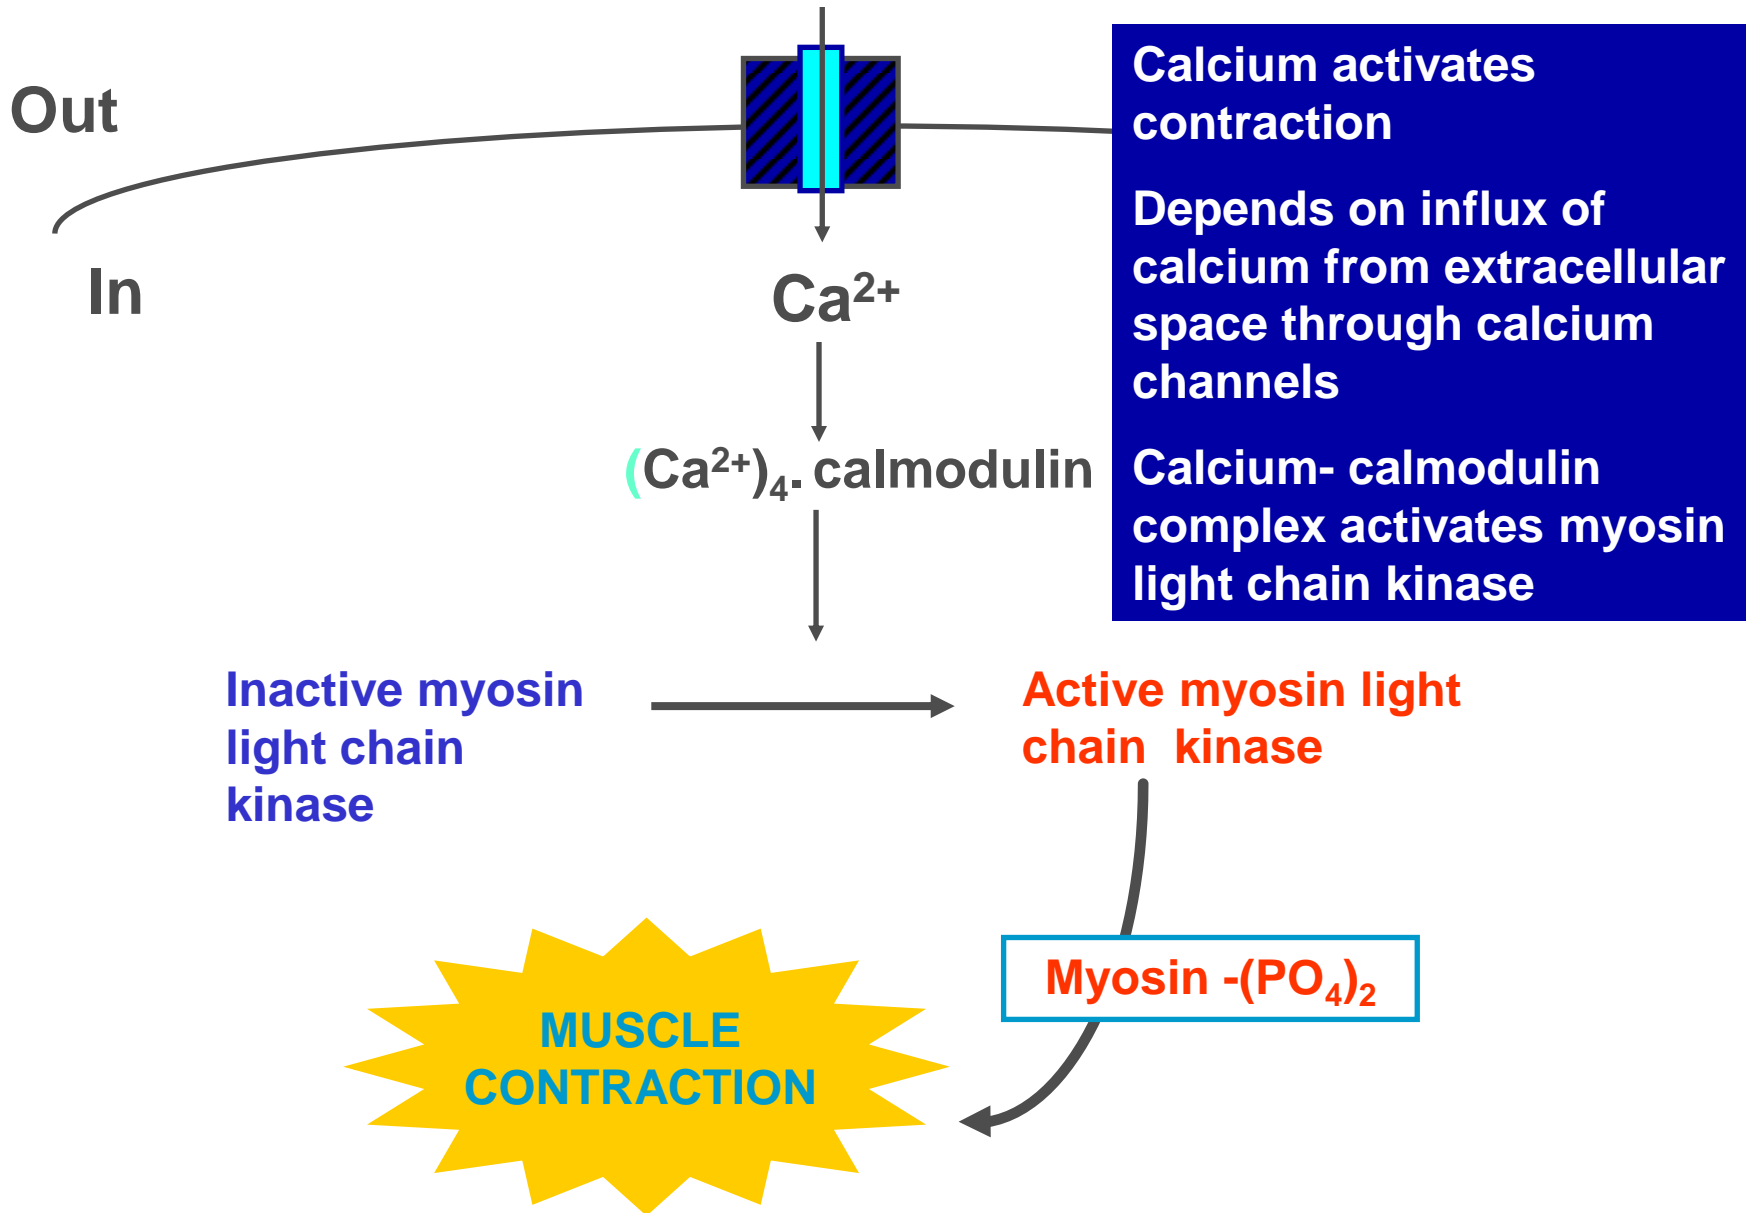 Out
In
Ca²⁺
(Ca²⁺)₄. calmodulin
Calcium activates
contraction
Depends on influx of
calcium from extracellular
space through calcium
channels
Calcium- calmodulin
complex activates myosin
light chain kinase
Inactive myosin
light chain
kinase
Active myosin light
chain  kinase
Myosin -(PO₄)₂
MUSCLE
CONTRACTION